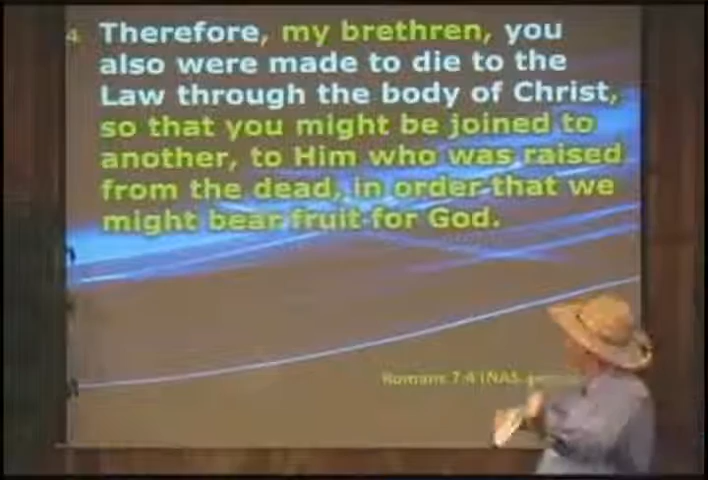 4 Therefore, my brethren, you
also were made to die to the
Law through the body of Christ,
so that you might be joined to
another, to Him who was raised
from the dead, in order that we
might bear fruit for God.
Romans 7:4 (NAS